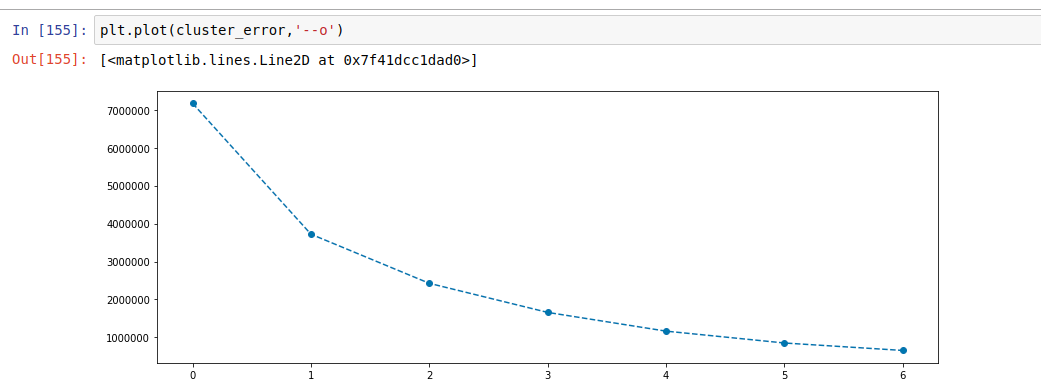 In [155]: plt.plot(cluster_error,'--o')
Out[155]: [<matplotlib.lines.Line2D at 0x7f41dcc1dad0>]
7000000
6000000
5000000
4000000
3000000
2000000
1000000
0 1 2 3 4 5 6